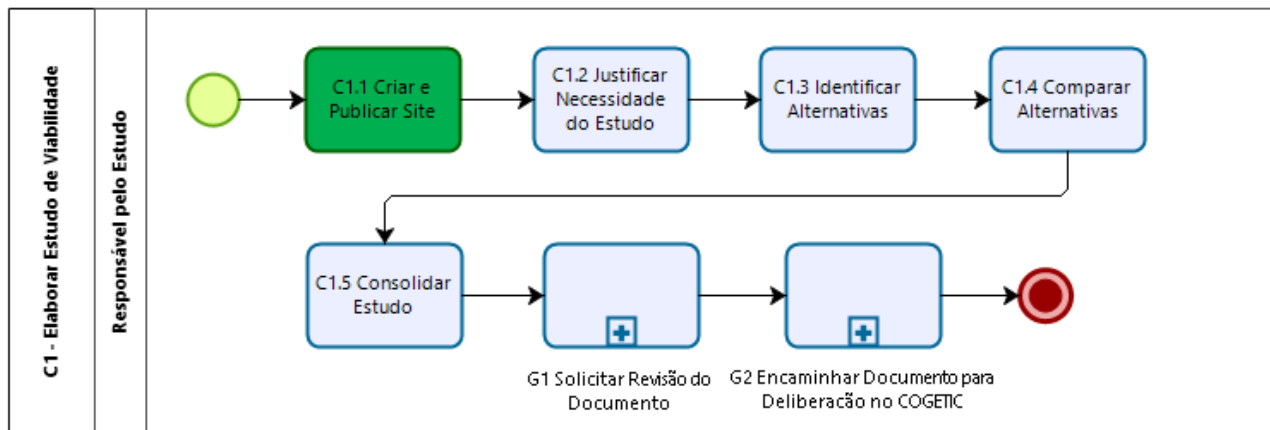 C1 - Elaborar Estudo de Viabilidade
Responsável pelo Estudo
C1.1 Criar e
Publicar Site
C1.2 Justificar
Necessidade
do Estudo
C1.3 Identificar
Alternativas
C1.4 Comparar
Alternativas
C1.5 Consolidar
Estudo
G1 Solicitar Revisão do
Documento
G2 Encaminhar Documento para
Deliberacão no COGETIC